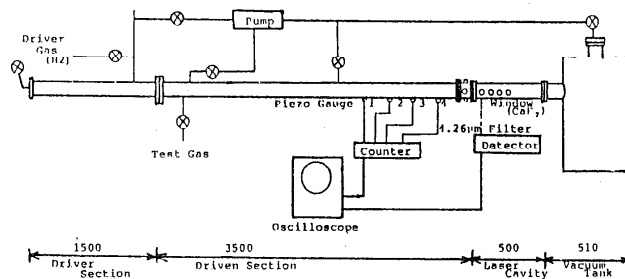 Driver
Gas
(H2)
Pump
Piezo Gauge 1 2 3 4
Window
(CaF2)
4.26μm Filter
Test Gas
Counter
Detector
Oscilloscope
1500
3500
500
510
Driver
Section
Driven Section
Laser
Cavity
Vacuum
Tank